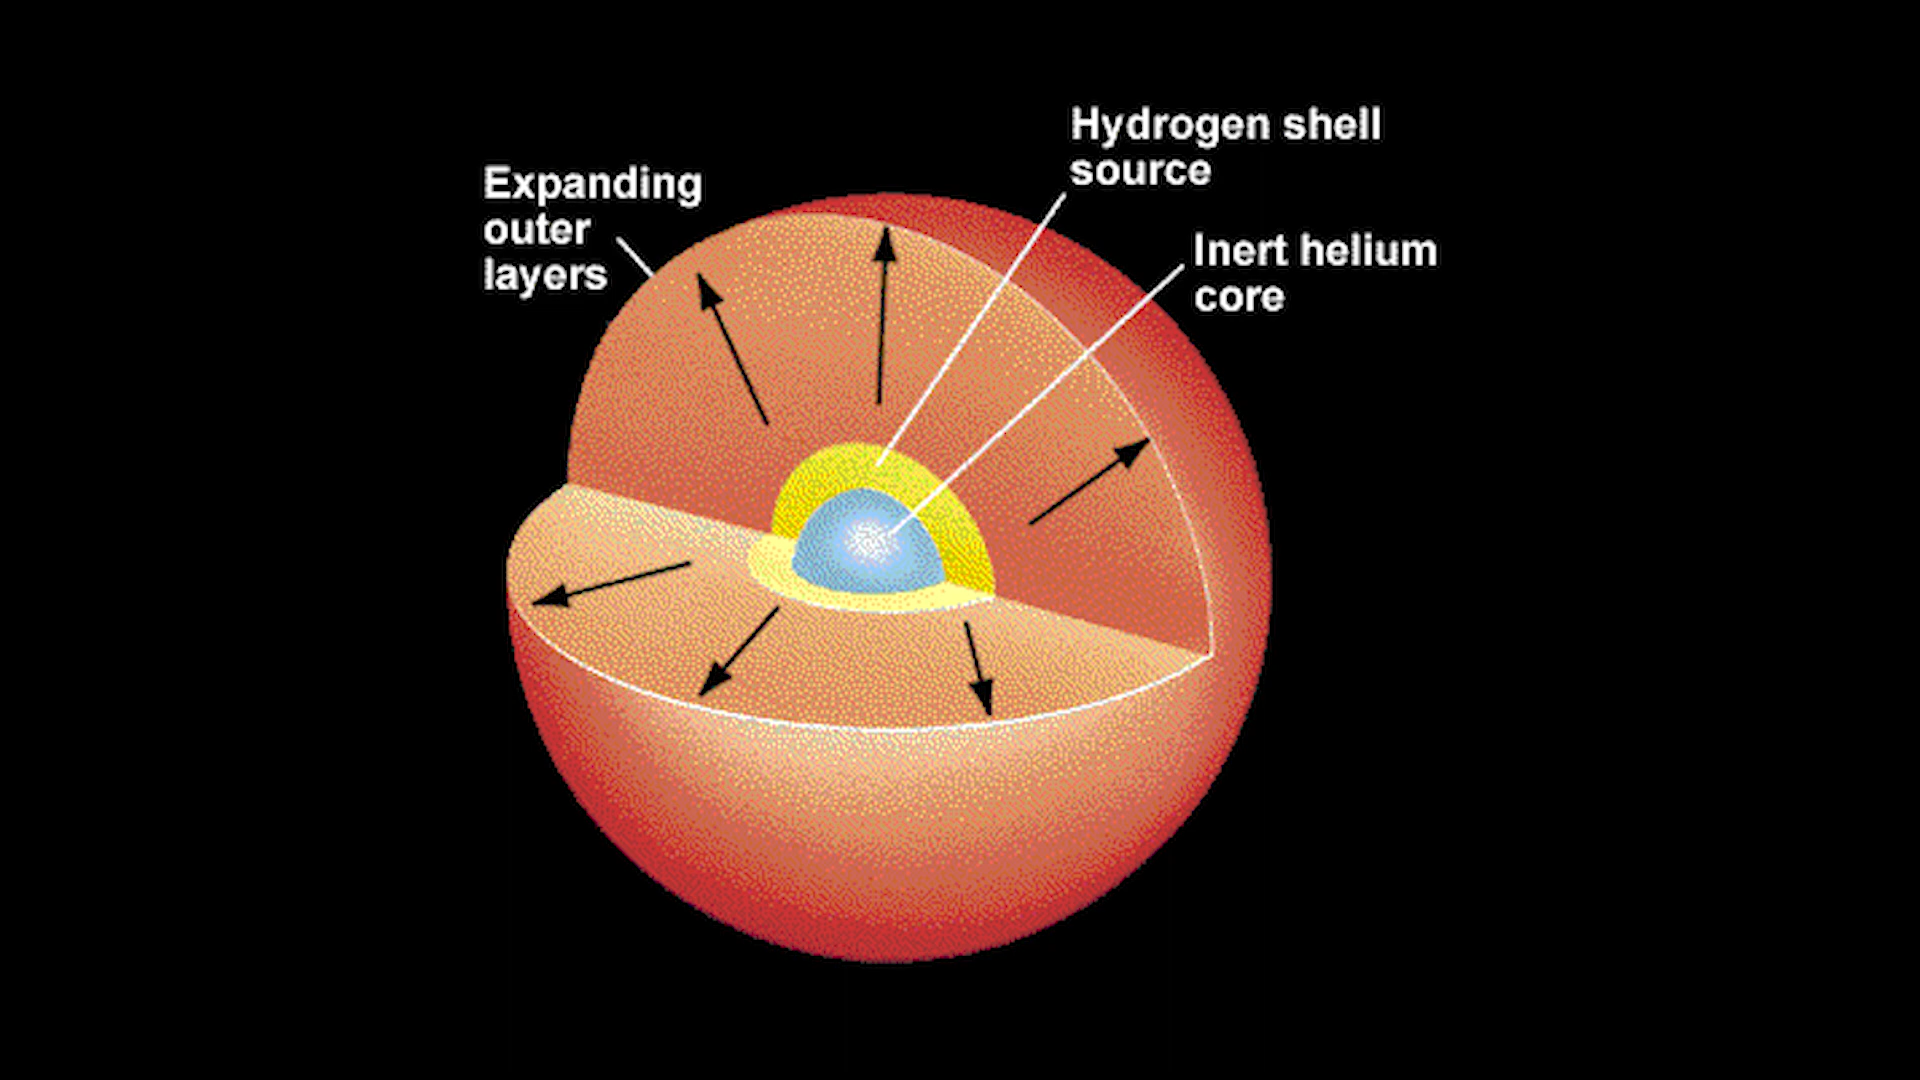 Hydrogen shell
source
Expanding
outer
layers
Inert helium
core